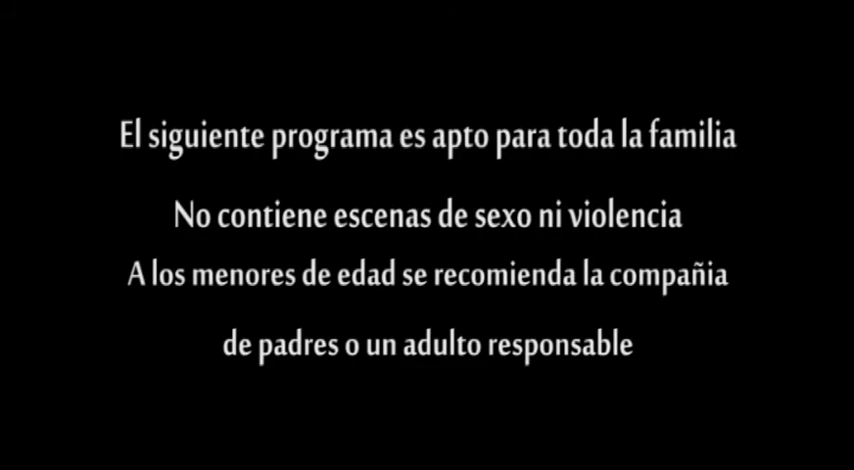 El siguiente programa es apto para toda la familia
No contiene escenas de sexo ni violencia
A los menores de edad se recomienda la compañia
de padres o un adulto responsable